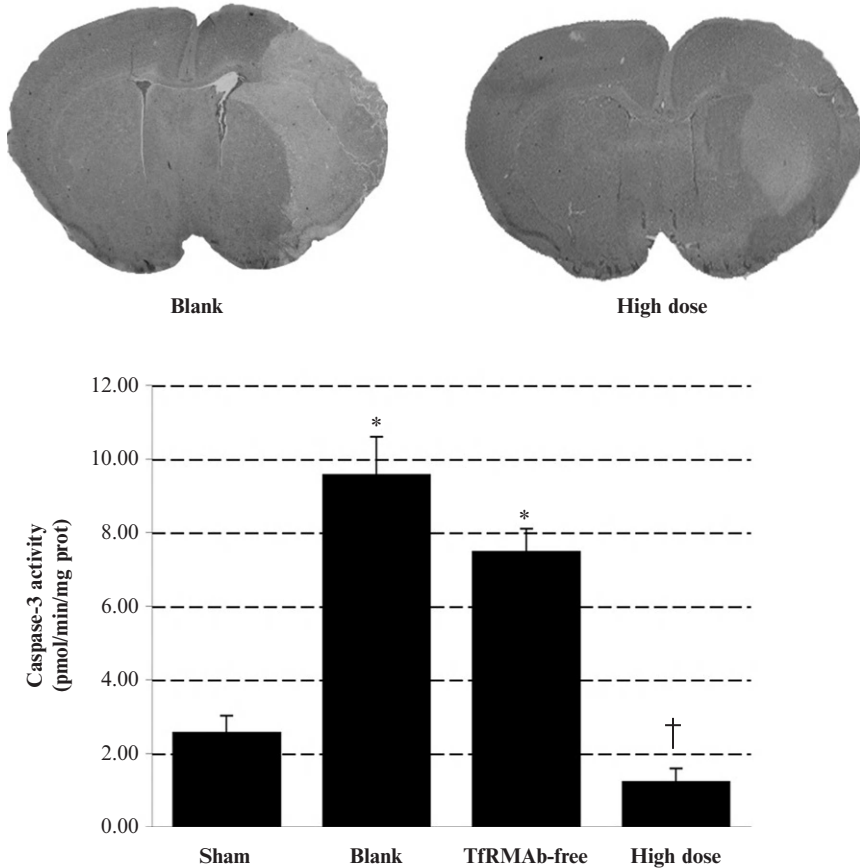 Blank
High dose
12.00
10.00
8.00
6.00
4.00
2.00
0.00
Caspase-3 activity
(pmol/min/mg prot)
*
*
†
Sham
Blank
TfRMAb-free
High dose